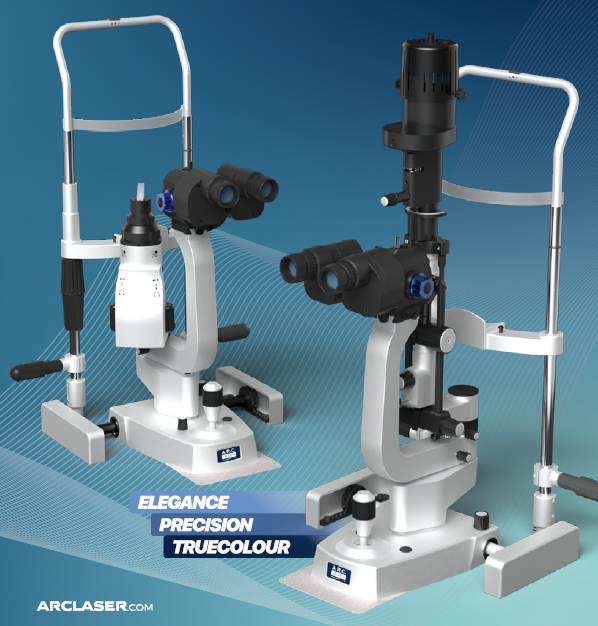 A.R.C.
ELEGANCE
PRECISION
TRUECOLOUR
A.R.C.
ARCLASER.COM